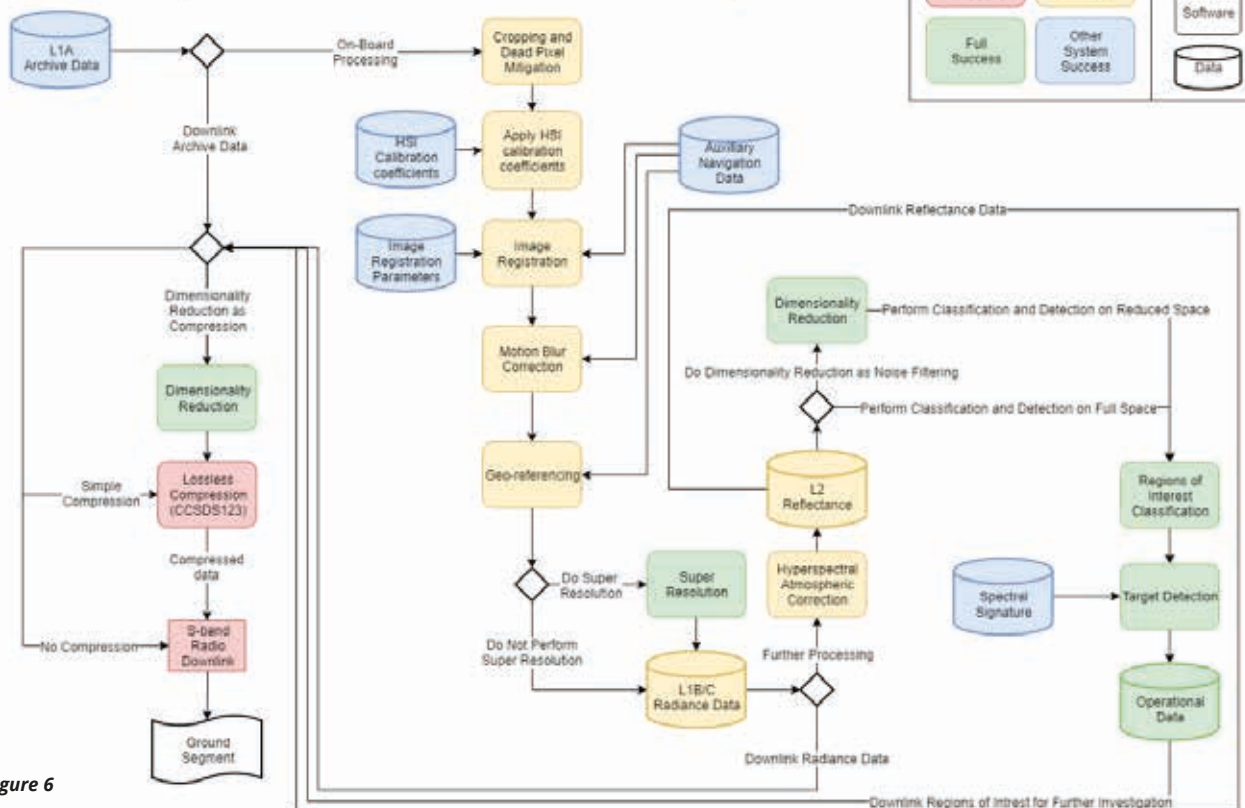 Software
Full
Success
Other
System
Success
Data
L1A
Archive Data
On-Board
Processing
Cropping and
Dead Pixel
Mitigation
Downlink
Archive Data
HSI
Calibration
coefficients
Apply HSI
calibration
coefficients
Auxiliary
Navigation
Data
Downlink Reflectance Data
Image
Registration
Parameters
Image
Registration
Dimensionality
Reduction as
Compression
Dimensionality
Reduction
Perform Classification and Detection on Reduced Space
Motion Blur
Correction
Do Dimensionality Reduction as Noise Filtering
Dimensionality
Reduction
Perform Classification and Detection on Full Space
Geo-referencing
Simple
Compression
Lossless
Compression
(CCSDS123)
L2
Reflectance
Regions of
Interest
Classification
Compressed
data
Do Super
Resolution
Super
Resolution
Hyperspectral
Atmospheric
Correction
Spectral
Signature
Target Detection
No Compression
S-band
Radio
Downlink
Do Not Perform
Super Resolution
Further Processing
L1B/C
Radiance Data
Operational
Data
Ground
Segment
Downlink Radiance Data
gure 6
Downlink Regions of Intrest for Further Investigation